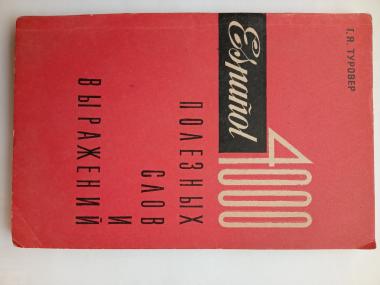 Г. Я. ТУРОВЕР
4000
Español
ПОЛЕЗНЫХ
СЛОВ
И
ВЫРАЖЕНИЙ